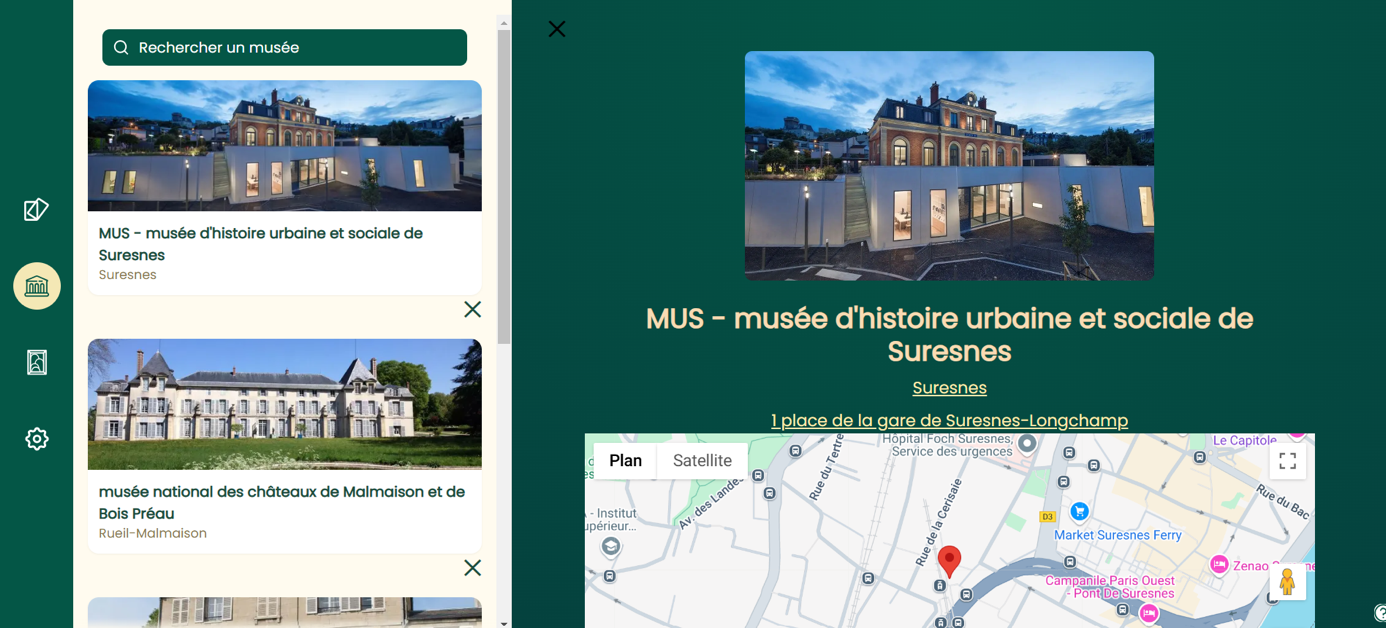 Rechercher un musée
MUS - musée d'histoire urbaine et sociale de
Suresnes
Suresnes
musée national des châteaux de Malmaison et de
Bois Préau
Rueil-Malmaison
MUS - musée d'histoire urbaine et sociale de
Suresnes
Suresnes
1 place de la gare de Suresnes-Longchamp
Plan
Satellite
Hôpital Foch Suresnes,
Service des urgences
Le Capitole
Rue du Tertre
Av. des Landes
Rue de la Cerisaie
Rue du Bac
- Institut
upérieur...
D3
Market Suresnes Ferry
Zenao
Campanile Paris Ouest
- Pont De Suresnes